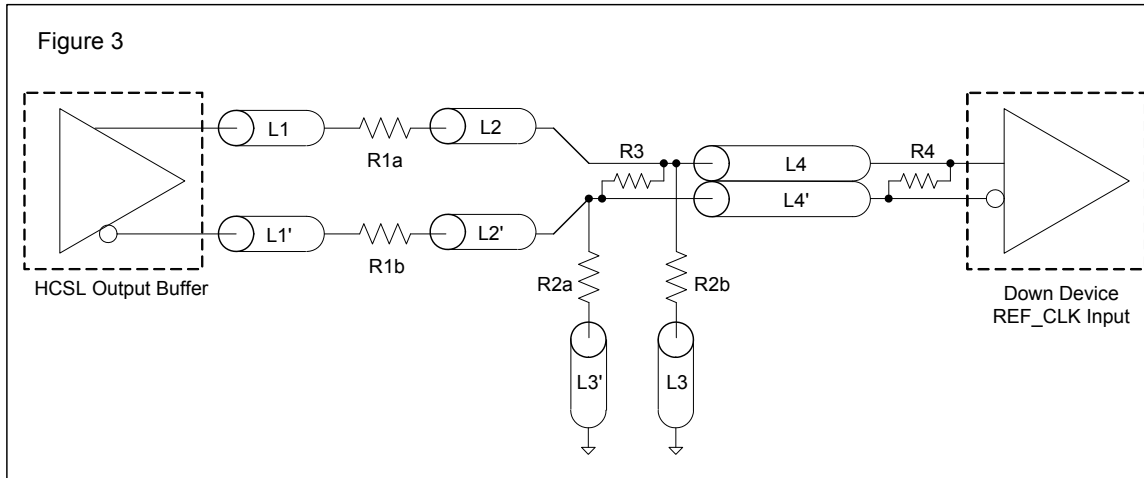 Figure 3
L1
R1a
L2
R3
L4
R4
L4'
L1'
R1b
L2'
HCSL Output Buffer
R2a
R2b
Down Device
REF_CLK Input
L3'
L3